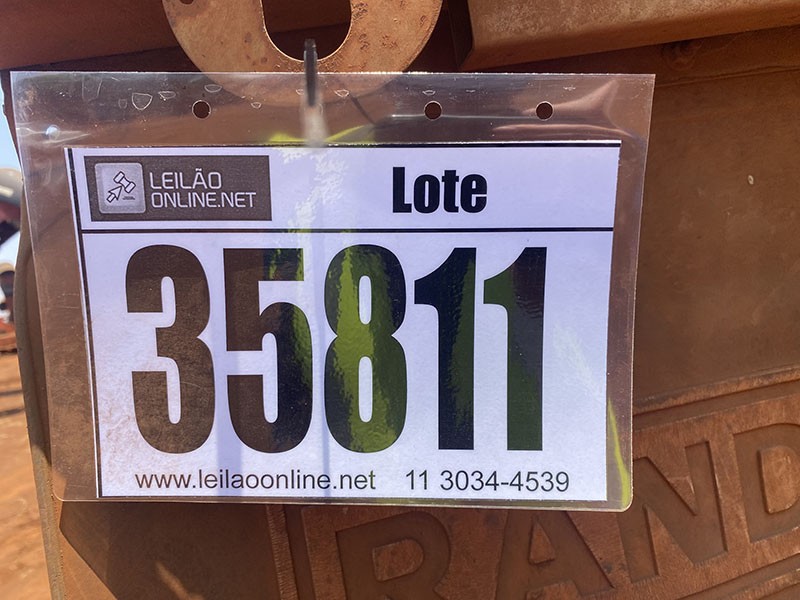 LEILÃO
ONLINE.NET
Lote
35811
www.leilaoonline.net 11 3034-4539
RAND